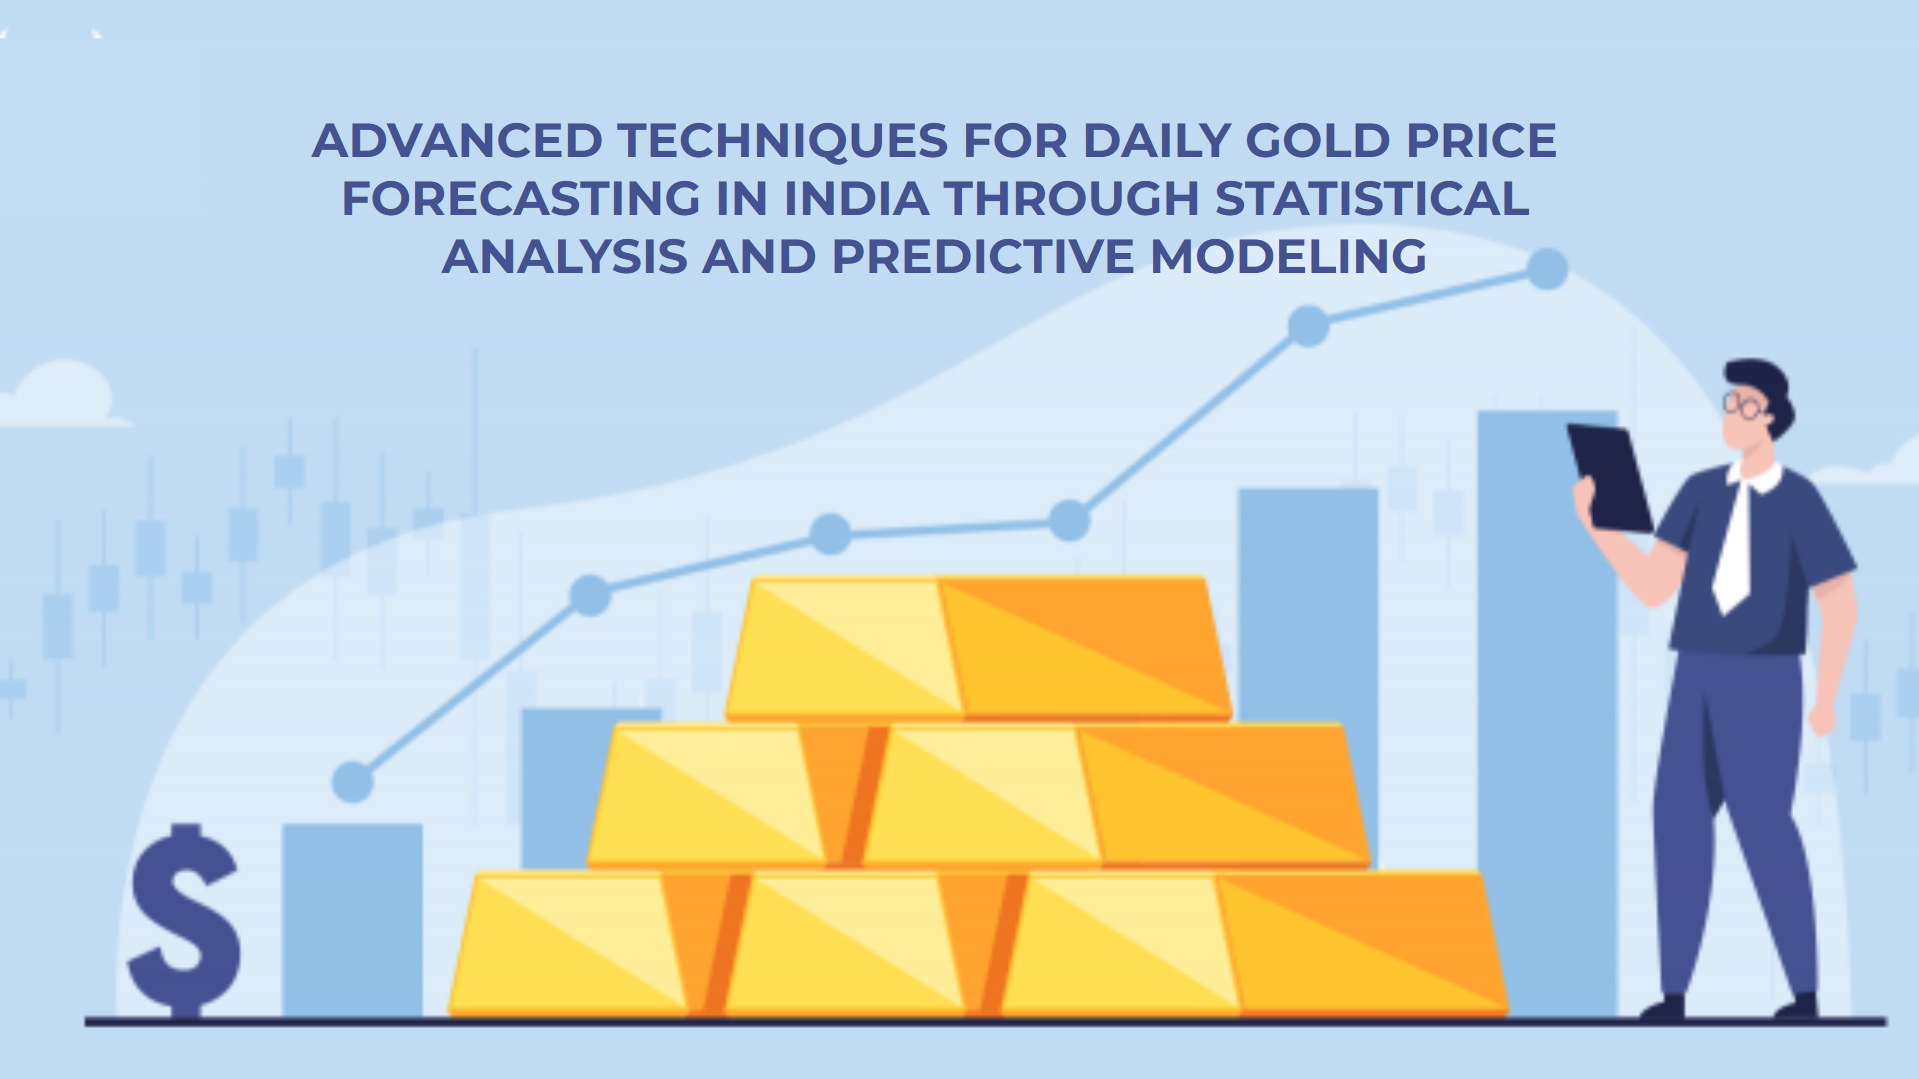 ADVANCED TECHNIQUES FOR DAILY GOLD PRICE
FORECASTING IN INDIA THROUGH STATISTICAL
ANALYSIS AND PREDICTIVE MODELING
$